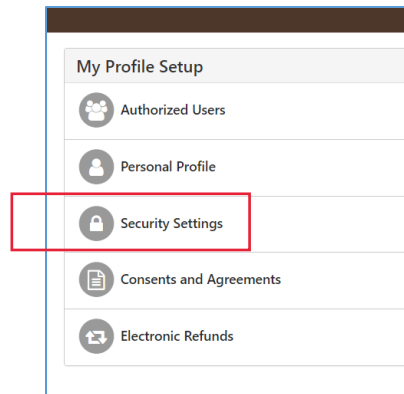 My Profile Setup
Authorized Users
Personal Profile
Security Settings
Consents and Agreements
Electronic Refunds